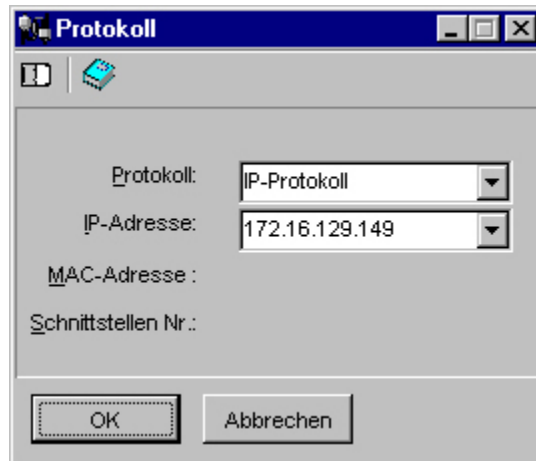 Protokoll
Protokoll: IP-Protokoll
IP-Adresse: 172.16.129.149
MAC-Adresse :
Schnittstellen Nr.:
OK Abbrechen